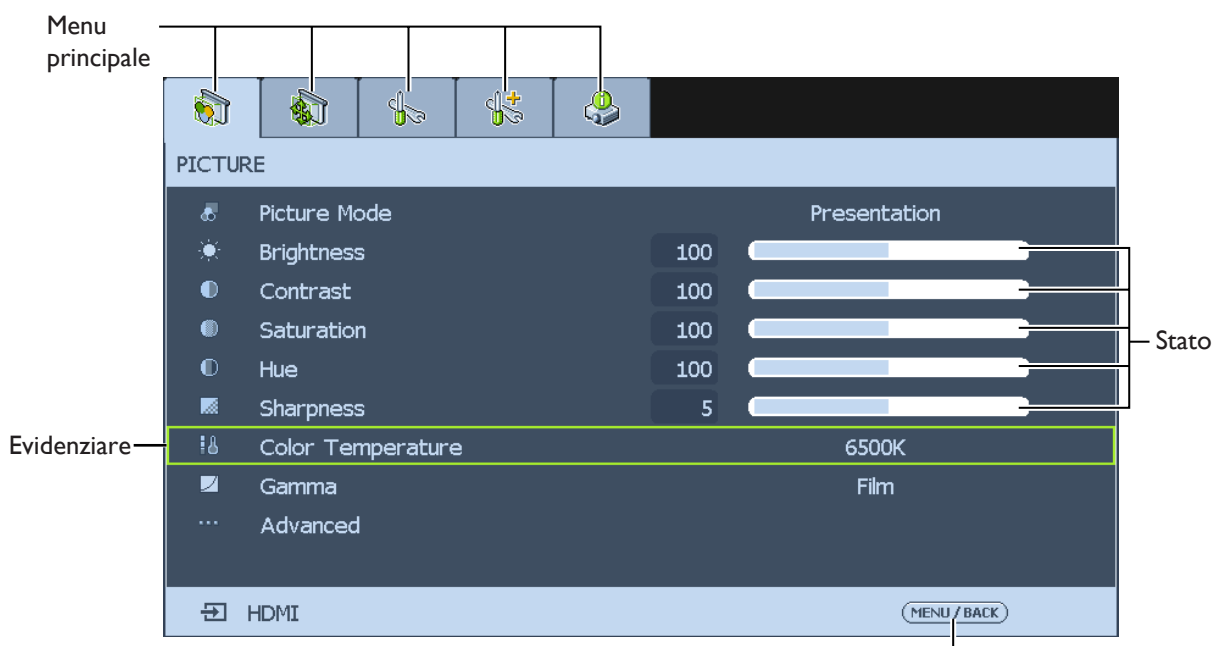 Menu
principale
PICTURE
Picture Mode Presentation
Brightness 100
Contrast 100
Saturation 100
Stato
Hue 100
Sharpness 5
Evidenziare
Color Temperature 6500K
Gamma Film
Advanced
HDMI MENU / BACK